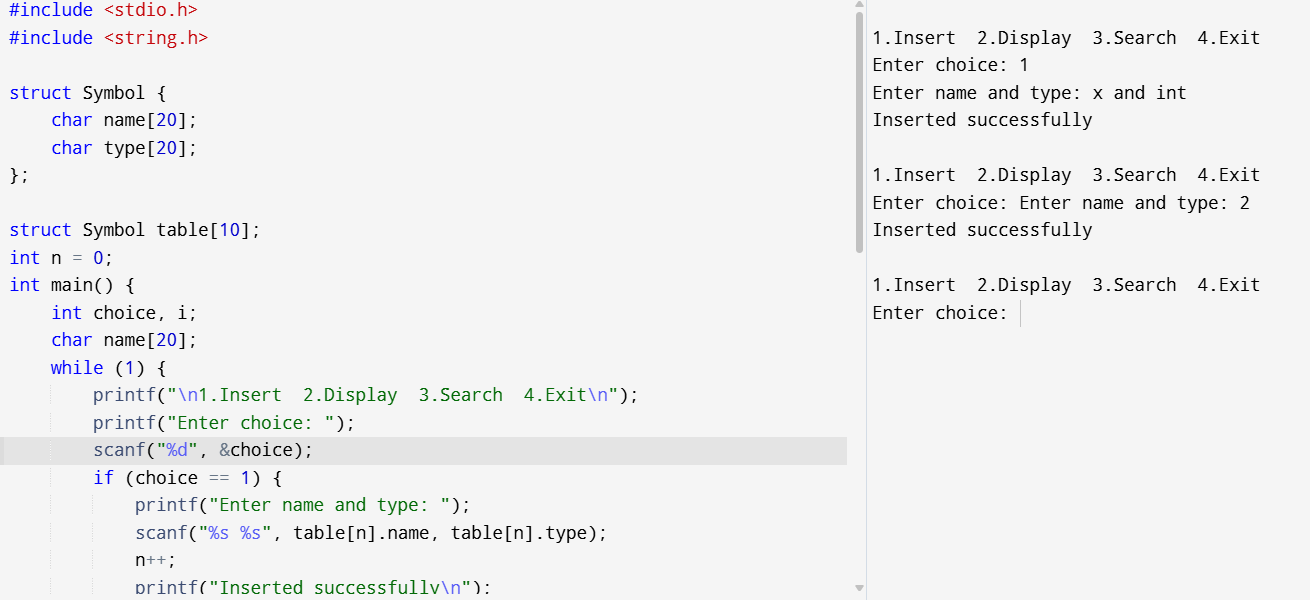 #include <stdio.h>
#include <string.h>
struct Symbol {
    char name[20];
    char type[20];
};
struct Symbol table[10];
int n = 0;
int main() {
    int choice, i;
    char name[20];
    while (1) {
        printf("\n1.Insert  2.Display  3.Search  4.Exit\n");
        printf("Enter choice: ");
        scanf("%d", &choice);
        if (choice == 1) {
            printf("Enter name and type: ");
            scanf("%s %s", table[n].name, table[n].type);
            n++;
            printf("Inserted successfully\n");
1.Insert  2.Display  3.Search  4.Exit
Enter choice: 1
Enter name and type: x and int
Inserted successfully
1.Insert  2.Display  3.Search  4.Exit
Enter choice: Enter name and type: 2
Inserted successfully
1.Insert  2.Display  3.Search  4.Exit
Enter choice: